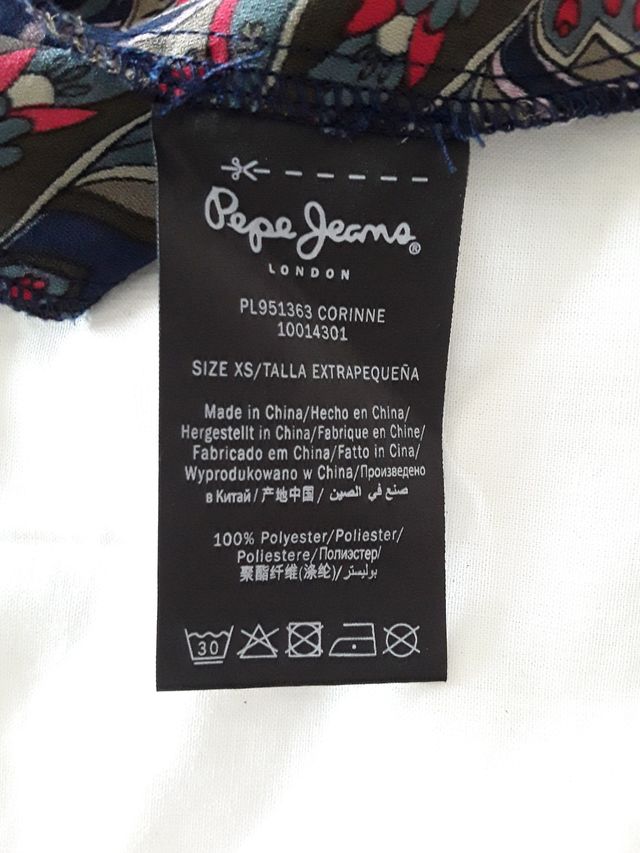 Pepe Jeans®
LONDON
PL951363 CORINNE
10014301
SIZE XS/TALLA EXTRAPEQUEÑA
Made in China/Hecho en China/
Hergestellt in China/Fabrique en Chine/
Fabricado em China/Fatto in Cina/
Wyprodukowano w China/Произведено
в Китай/产地中国/ صنع في الصين
100% Polyester/Poliester/
Poliestere/Полиэстер/
聚酯纤维(涤纶)/بوليستر
30